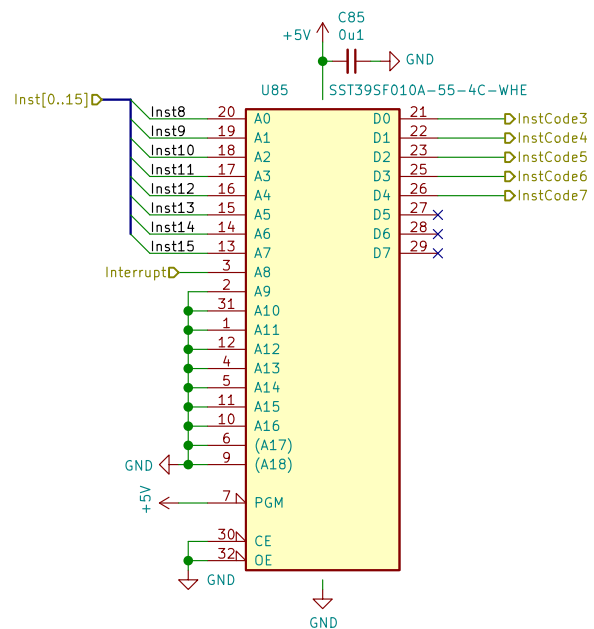 C85
+5V
0u1
GND
U85 SST39SF010A-55-4C-WHE
Inst[0..15]
Inst8 20 A0 D0 21 InstCode3
Inst9 19 A1 D1 22 InstCode4
Inst10 18 A2 D2 23 InstCode5
Inst11 17 A3 D3 25 InstCode6
Inst12 16 A4 D4 26 InstCode7
Inst13 15 A5 D5 27
Inst14 14 A6 D6 28
Inst15 13 A7 D7 29
Interrupt 3 A8
2 A9
31 A10
1 A11
12 A12
4 A13
5 A14
11 A15
10 A16
6 (A17)
GND 9 (A18)
+5V 7 PGM
30 CE
32 OE
GND
GND